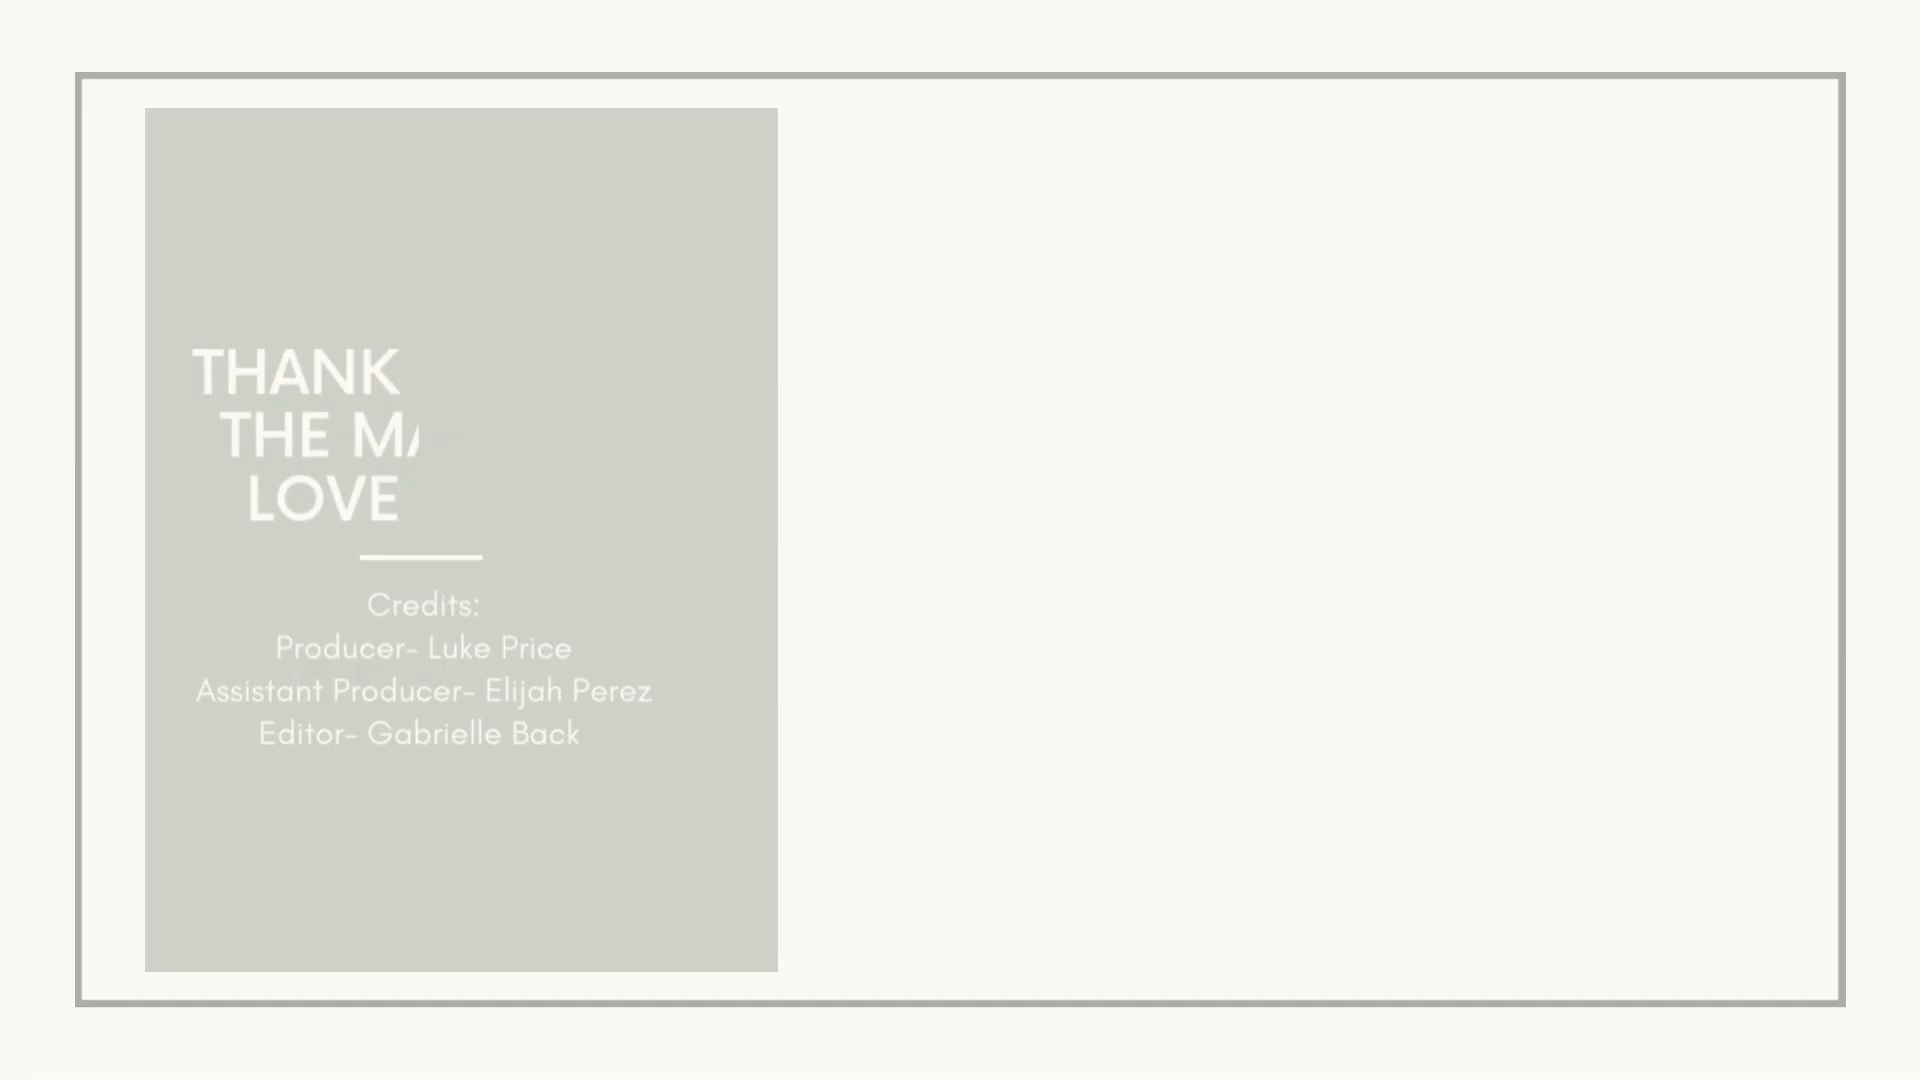 THANK
THE
LOVE
Credits:
Producer- Luke Price
Assistant Producer- Elijah Perez
Editor- Gabrielle Back